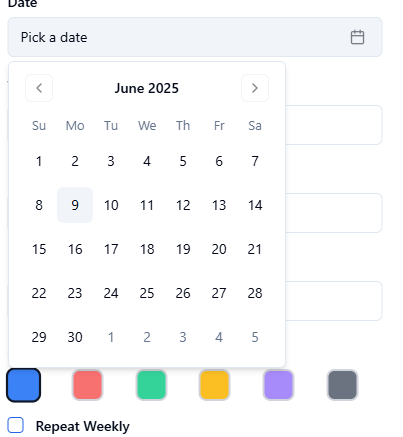 Date
Pick a date
June 2025
Su Mo Tu We Th Fr Sa
1 2 3 4 5 6 7
8 9 10 11 12 13 14
15 16 17 18 19 20 21
22 23 24 25 26 27 28
29 30 1 2 3 4 5
Repeat Weekly